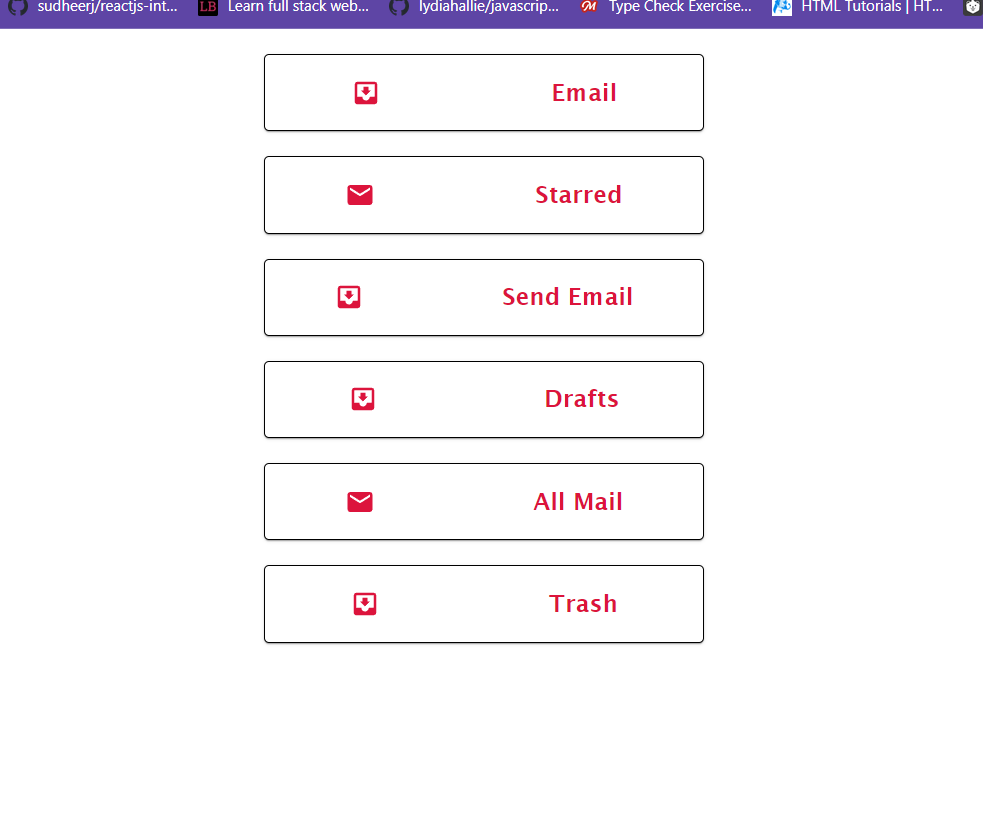 sudheerj/reactjs-int... LB Learn full stack web... lydiahallie/javascrip... M Type Check Exercise... HTML Tutorials | HT...
Email
Starred
Send Email
Drafts
All Mail
Trash